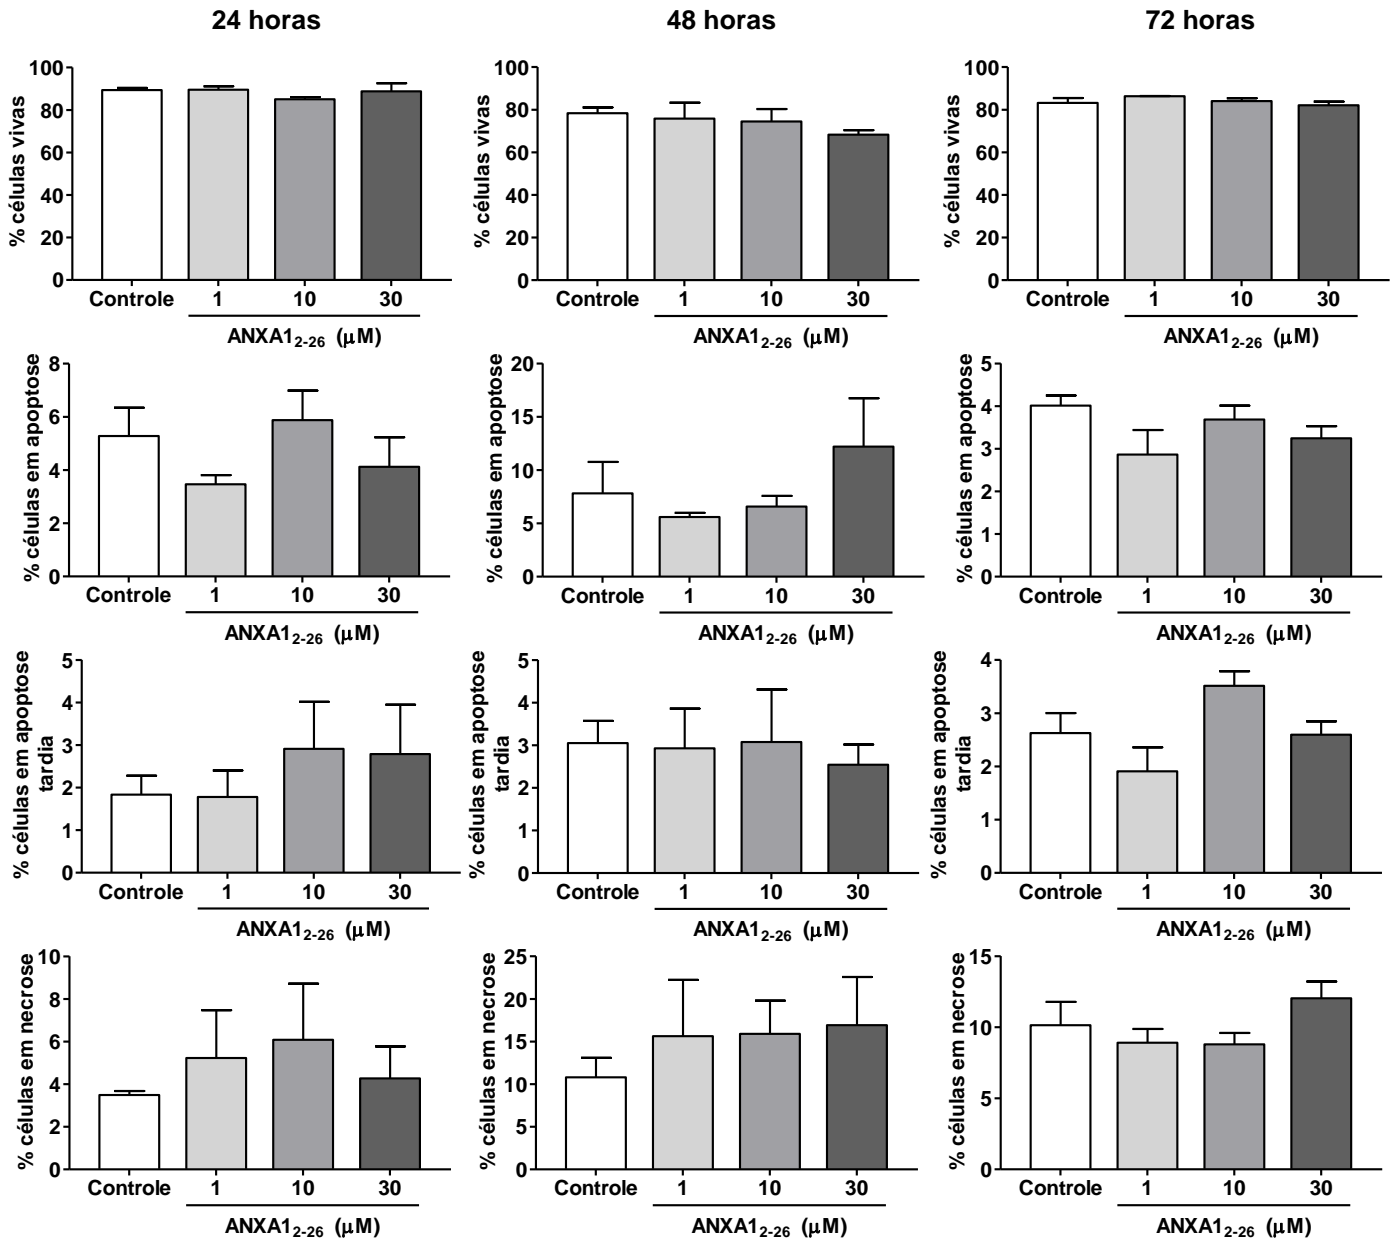 24 horas
48 horas
72 horas
% células vivas
100
80
60
40
20
0
Controle 1 10 30
ANXA1₂₋₂₆ (μM)
% células vivas
100
80
60
40
20
0
Controle 1 10 30
ANXA1₂₋₂₆ (μM)
% células vivas
100
80
60
40
20
0
Controle 1 10 30
ANXA1₂₋₂₆ (μM)
% células em apoptose
8
6
4
2
0
Controle 1 10 30
ANXA1₂₋₂₆ (μM)
% células em apoptose
20
15
10
5
0
Controle 1 10 30
ANXA1₂₋₂₆ (μM)
% células em apoptose
5
4
3
2
1
0
Controle 1 10 30
ANXA1₂₋₂₆ (μM)
% células em apoptose
tardia
5
4
3
2
1
0
Controle 1 10 30
ANXA1₂₋₂₆ (μM)
% células em apoptose
tardia
5
4
3
2
1
0
Controle 1 10 30
ANXA1₂₋₂₆ (μM)
% células em apoptose
tardia
4
3
2
1
0
Controle 1 10 30
ANXA1₂₋₂₆ (μM)
% células em necrose
10
8
6
4
2
0
Controle 1 10 30
ANXA1₂₋₂₆ (μM)
% células em necrose
25
20
15
10
5
0
Controle 1 10 30
ANXA1₂₋₂₆ (μM)
% células em necrose
15
10
5
0
Controle 1 10 30
ANXA1₂₋₂₆ (μM)